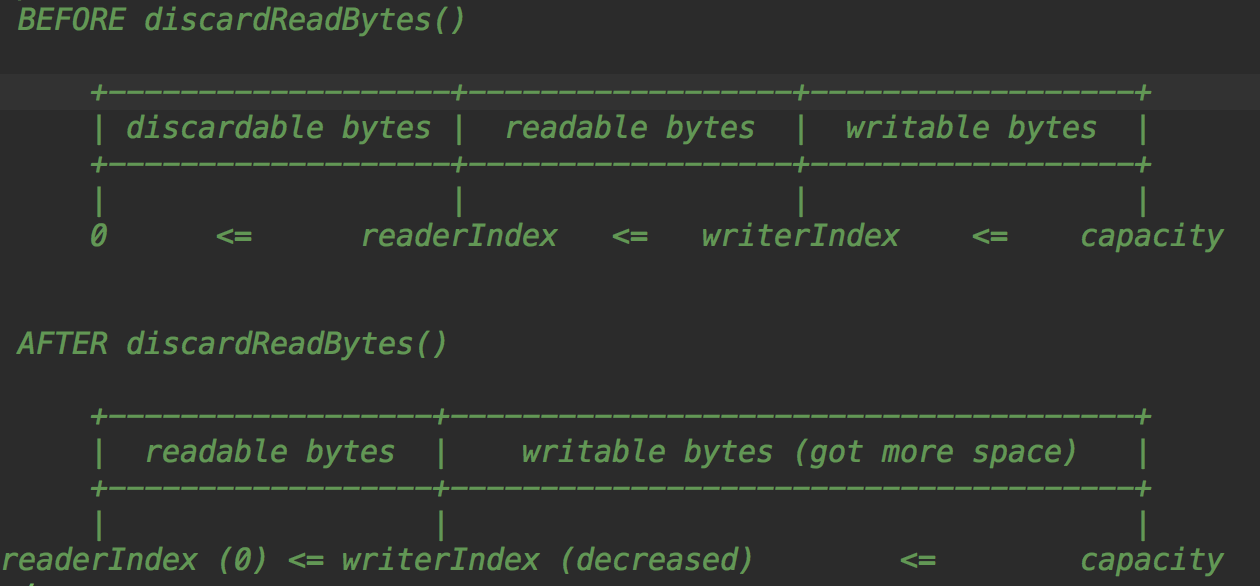 BEFORE discardReadBytes()
+-------------------+------------------+------------------+
| discardable bytes |  readable bytes  |  writable bytes  |
+-------------------+------------------+------------------+
|                   |                  |                  |
0      <=      readerIndex   <=   writerIndex    <=    capacity
AFTER discardReadBytes()
+------------------+--------------------------------------+
|  readable bytes  |    writable bytes (got more space)   |
+------------------+--------------------------------------+
|                  |                                      |
readerIndex (0) <= writerIndex (decreased)        <=        capacity